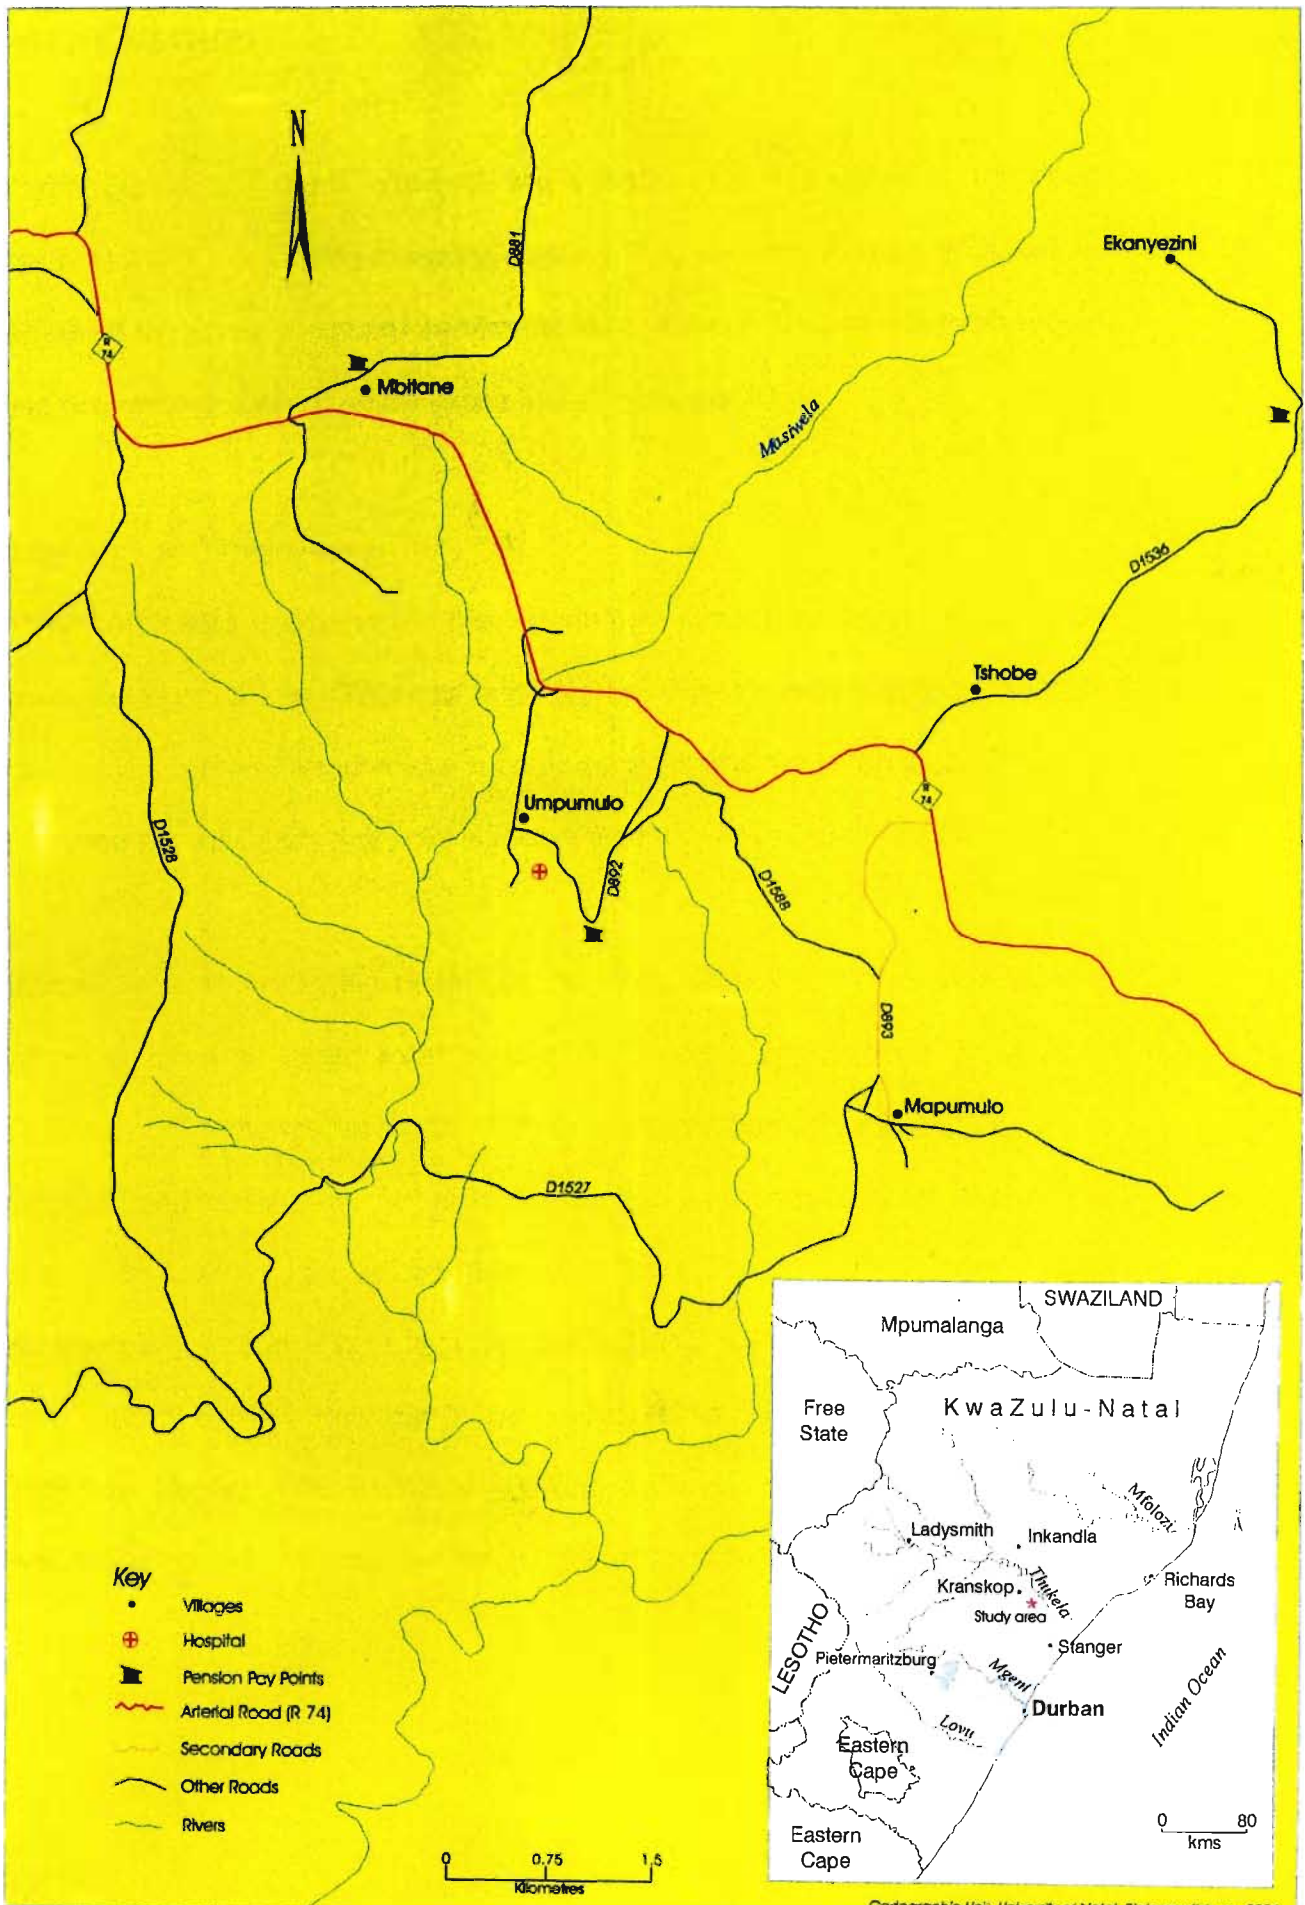 N
D881
Ekanyezini
R
74
Mbitane
Musiwela
D1536
Tshobe
Umpumulo
R
74
D1528
D892
D1588
D893
Mapumulo
D1527
Key
Villages
Hospital
Pension Pay Points
Arterial Road (R 74)
Secondary Roads
Other Roads
Rivers
0 0.75 1.5
Kilometres
SWAZILAND
Mpumalanga
Free
State
KwaZulu-Natal
Mfolozi
Ladysmith
Inkandla
Kranskop
Thukela
Richards
Bay
Study area
LESOTHO
Stanger
Pietermaritzburg
Mgeni
Durban
Indian Ocean
Lovu
Eastern
Cape
Eastern
Cape
0 80
kms